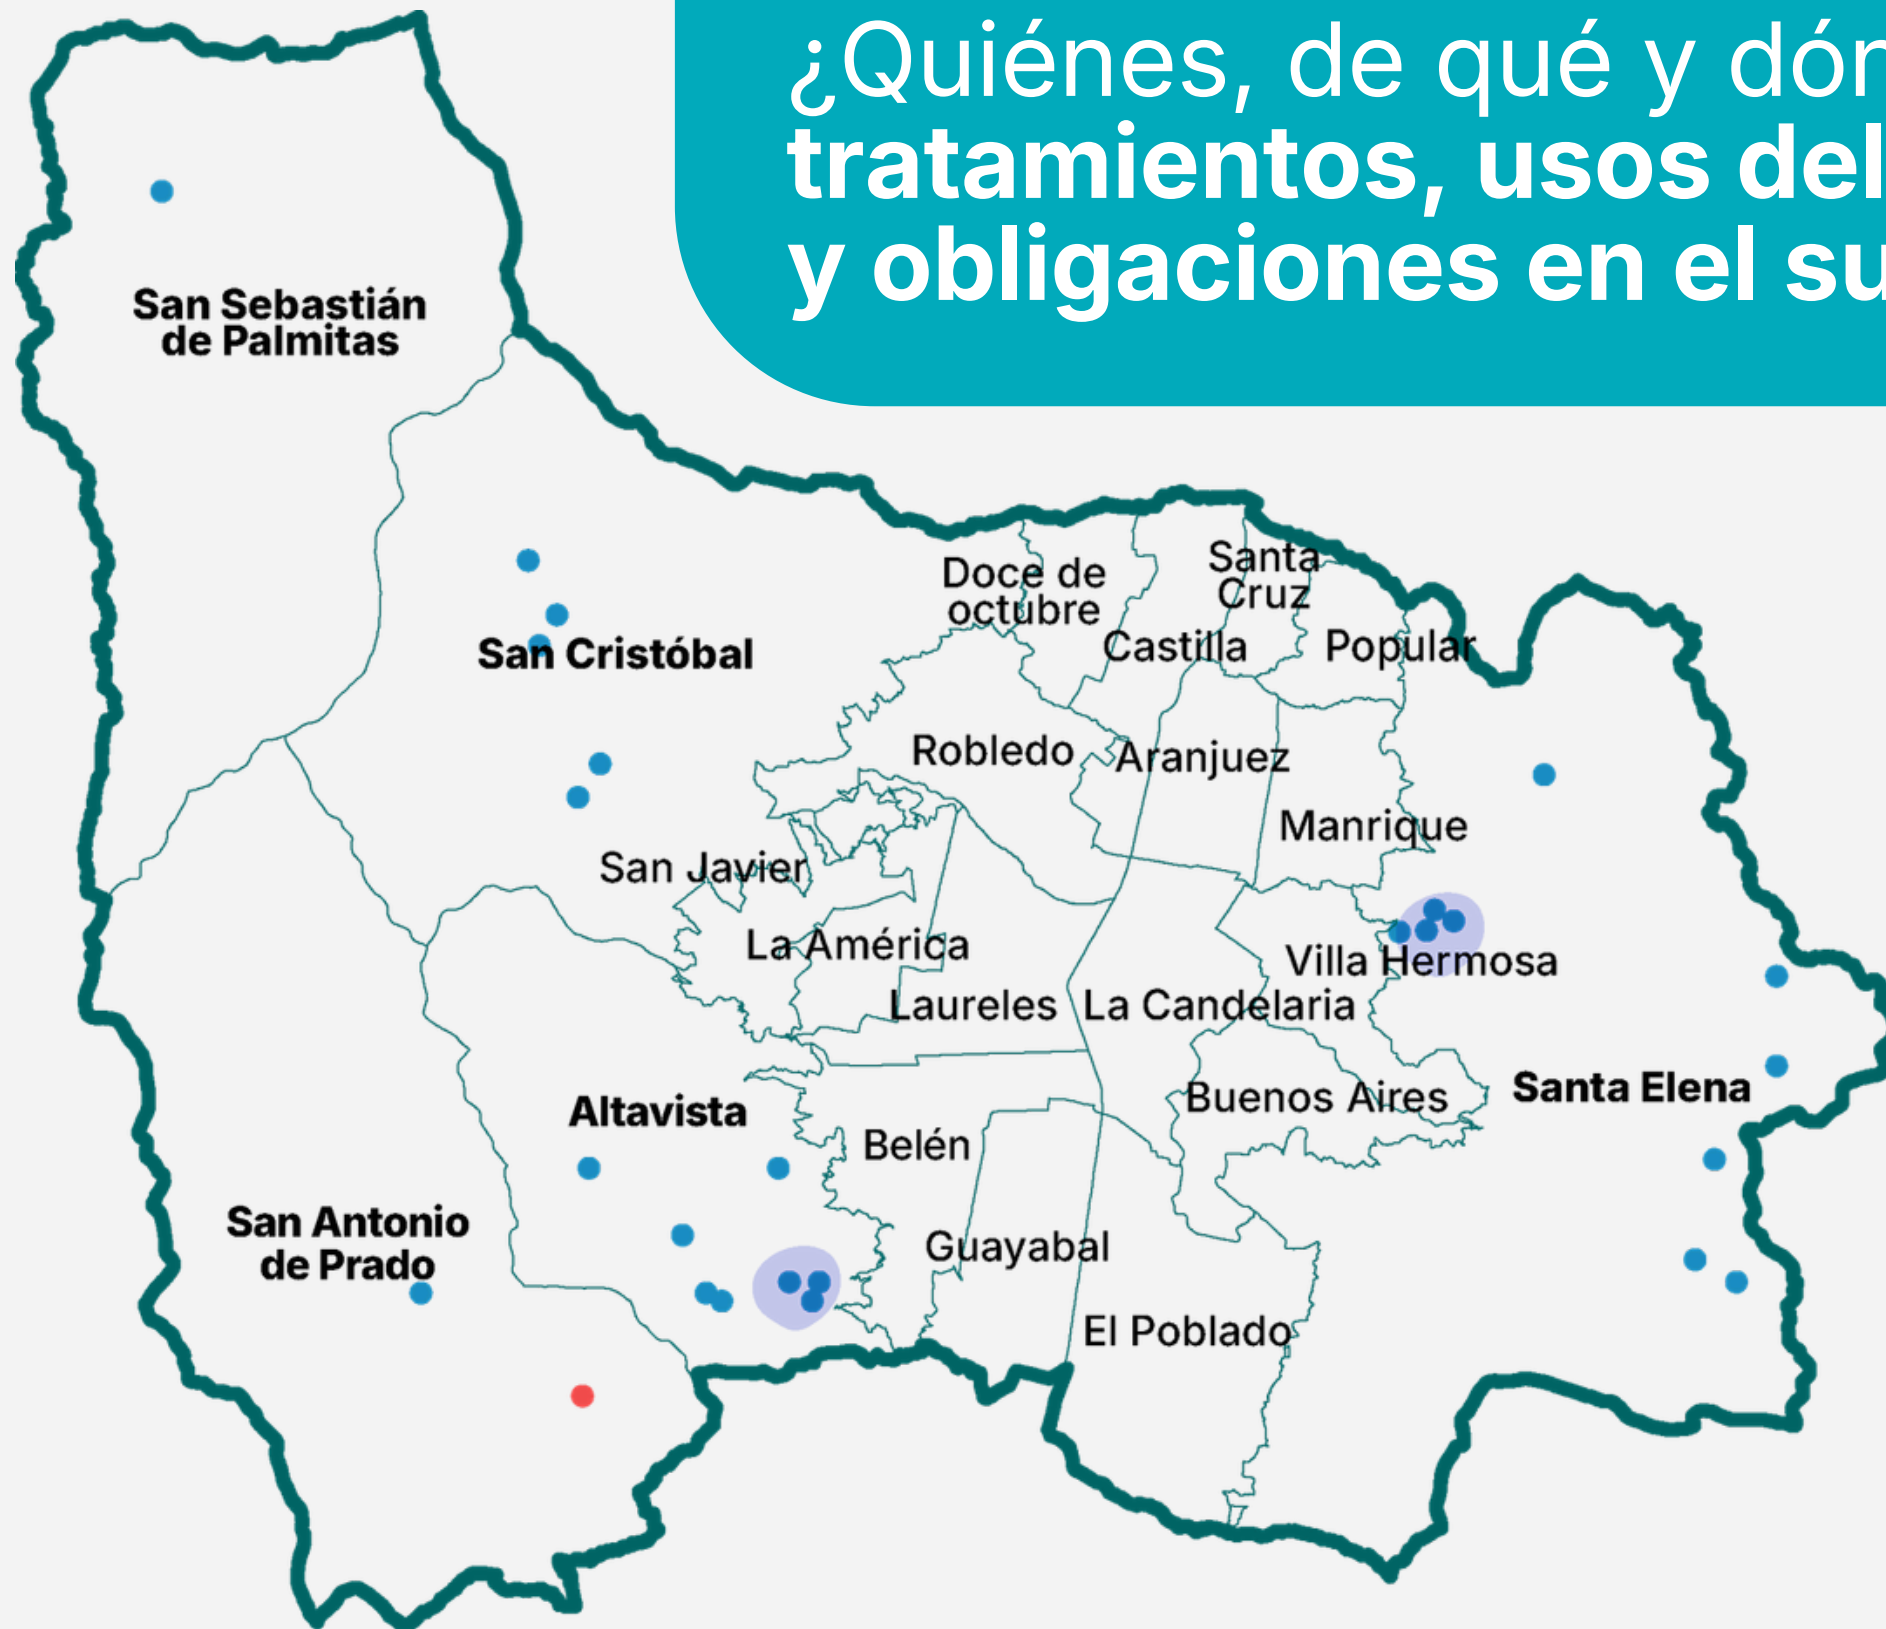 ¿Quiénes, de qué y
tratamientos, usos del
y obligaciones en el
San Sebastián
de Palmitas
Santa
Cruz
Doce de
octubre
Castilla
Popular
San Cristóbal
Robledo
Aranjuez
Manrique
San Javier
La América
Villa Hermosa
Laureles
La Candelaria
Buenos Aires
Santa Elena
Altavista
Belén
San Antonio
de Prado
Guayabal
El Poblado